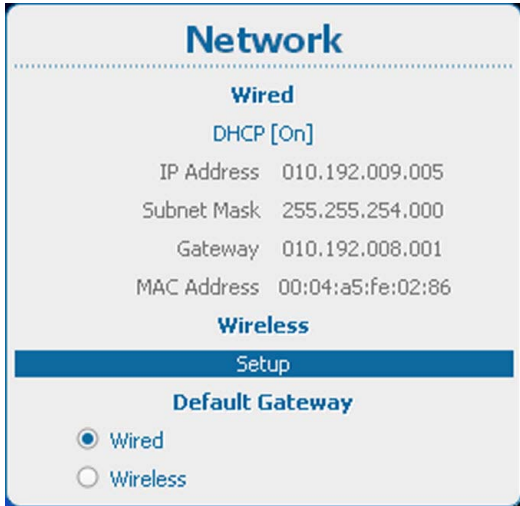 Network
Wired
DHCP [On]
IP Address 010.192.009.005
Subnet Mask 255.255.254.000
Gateway 010.192.008.001
MAC Address 00:04:a5:fe:02:86
Wireless
Setup
Default Gateway
Wired
Wireless